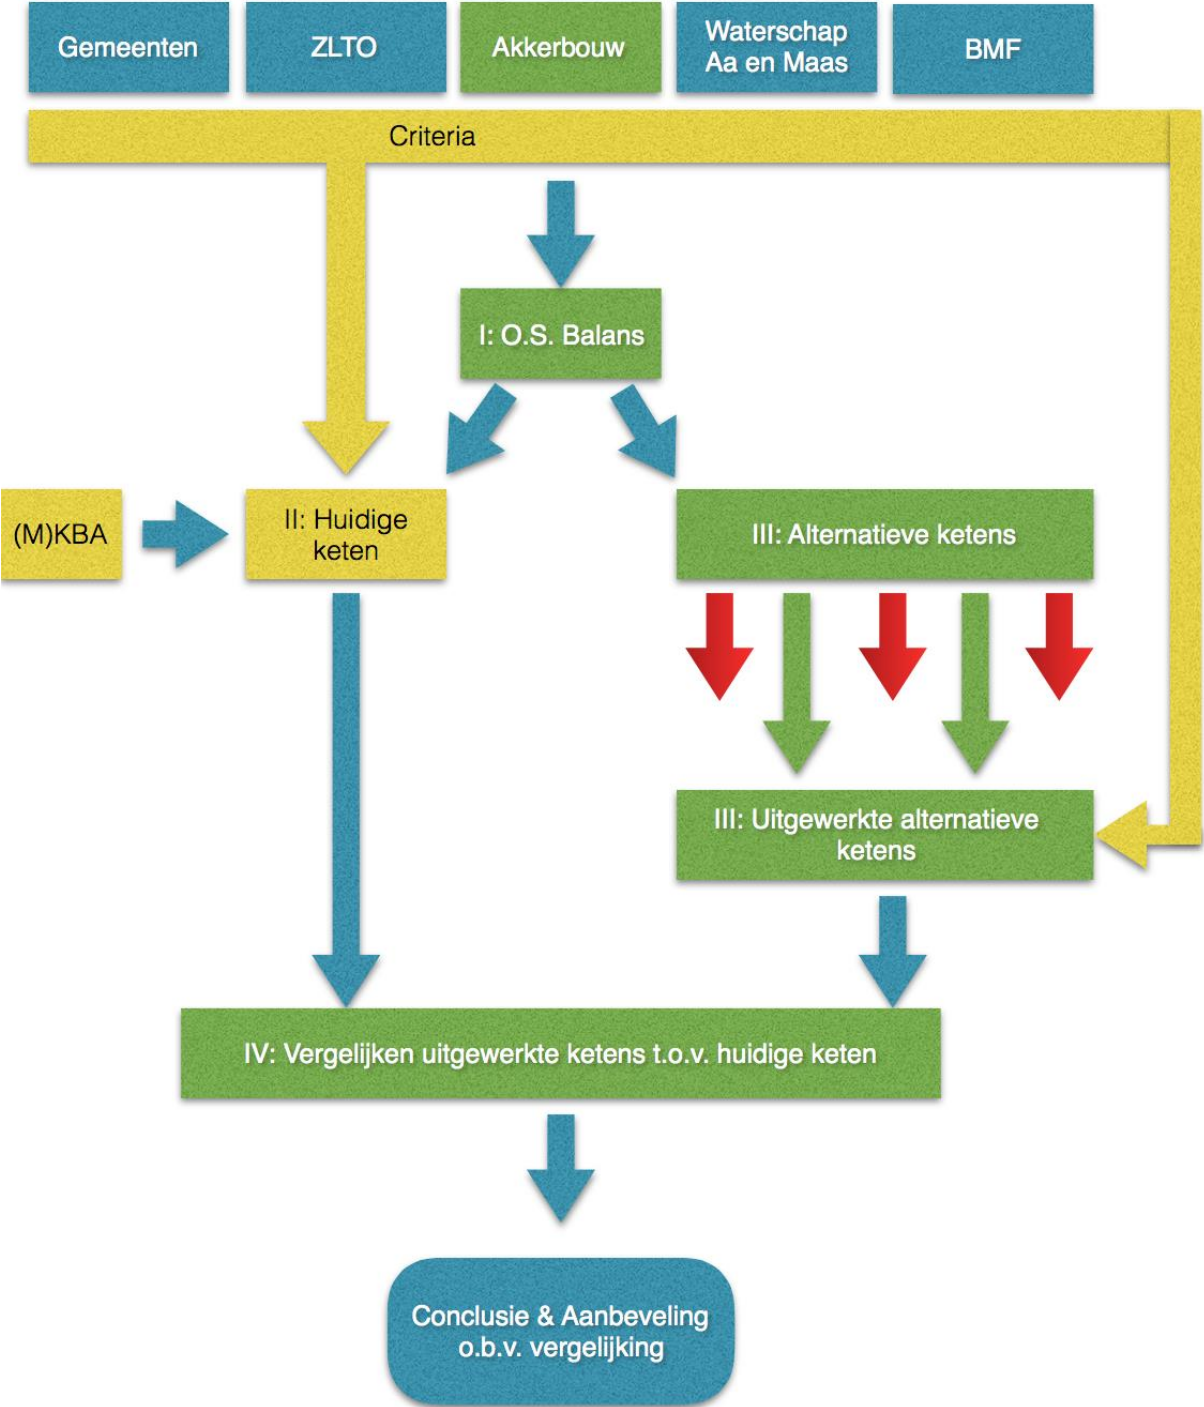 Gemeenten
ZLTO
Akkerbouw
Waterschap
Aa en Maas
BMF
Criteria
I: O.S. Balans
(M)KBA
II: Huidige
keten
III: Alternatieve ketens
III: Uitgewerkte alternatieve
ketens
IV: Vergelijken uitgewerkte ketens t.o.v. huidige keten
Conclusie & Aanbeveling
o.b.v. vergelijking